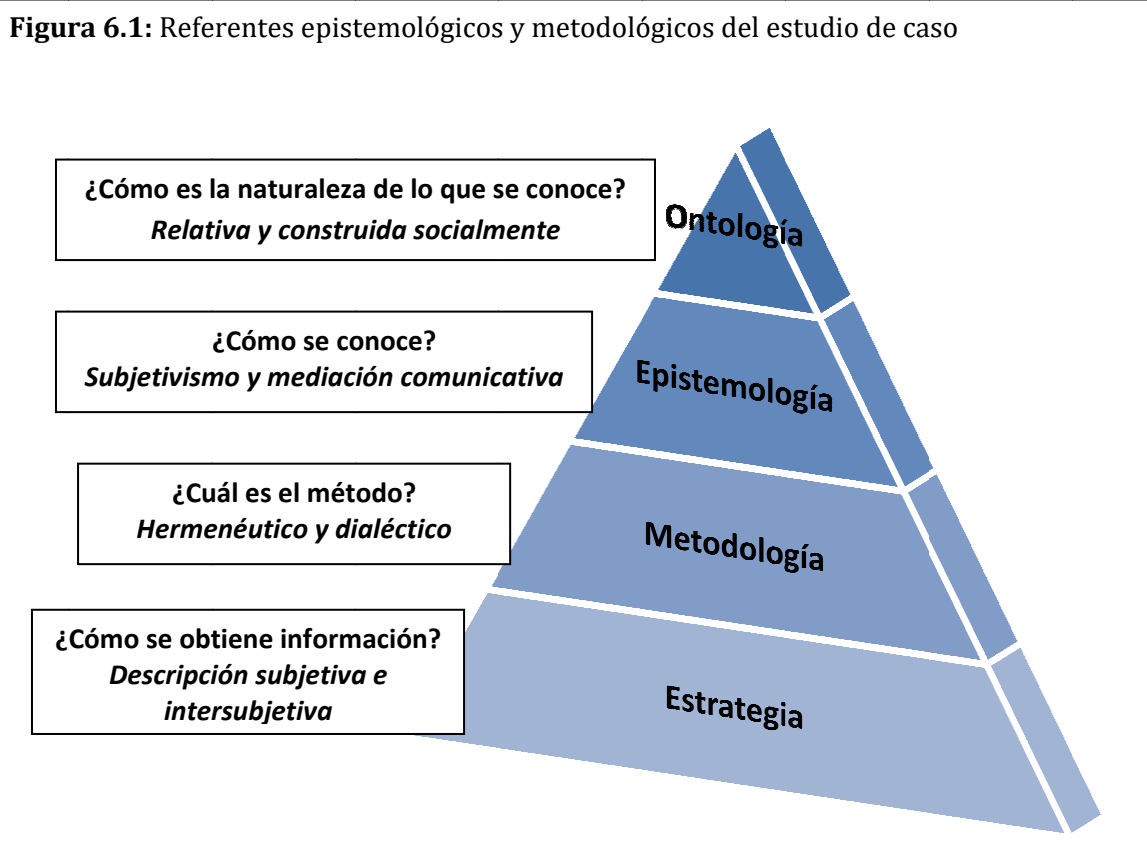 Figura 6.1: Referentes epistemológicos y metodológicos del estudio de caso
¿Cómo es la naturaleza de lo que se conoce?
Relativa y construida socialmente
Ontología
¿Cómo se conoce?
Subjetivismo y mediación comunicativa
Epistemología
¿Cuál es el método?
Hermenéutico y dialéctico
Metodología
¿Cómo se obtiene información?
Descripción subjetiva e
intersubjetiva
Estrategia